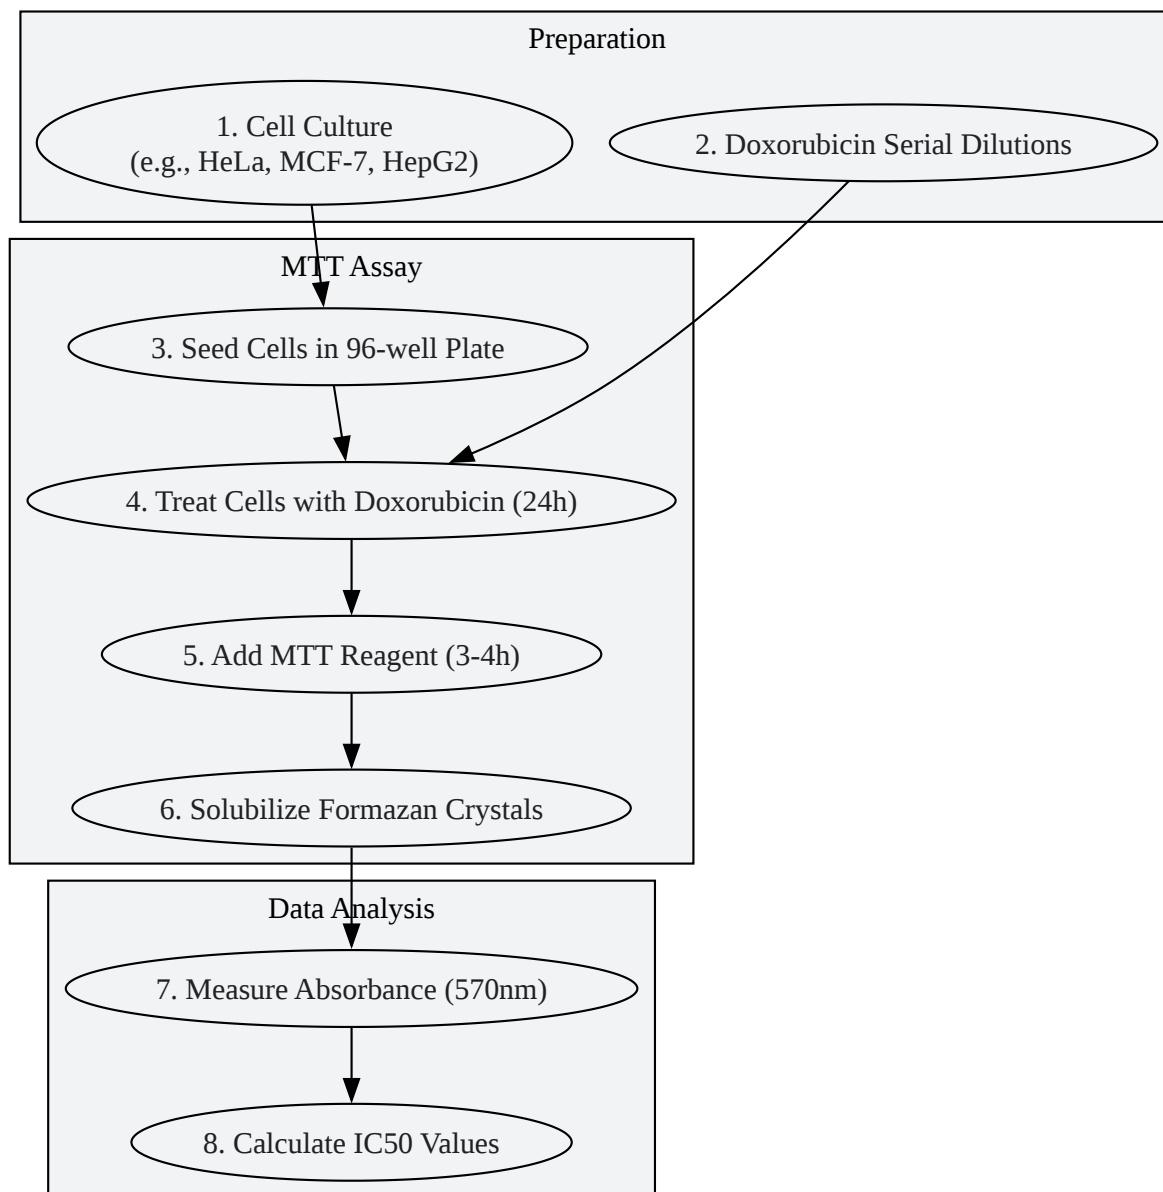 Preparation
1. Cell Culture
(e.g., HeLa, MCF-7, HepG2)
2. Doxorubicin Serial Dilutions
MTT Assay
3. Seed Cells in 96-well Plate
4. Treat Cells with Doxorubicin (24h)
5. Add MTT Reagent (3-4h)
6. Solubilize Formazan Crystals
Data Analysis
7. Measure Absorbance (570nm)
8. Calculate IC50 Values